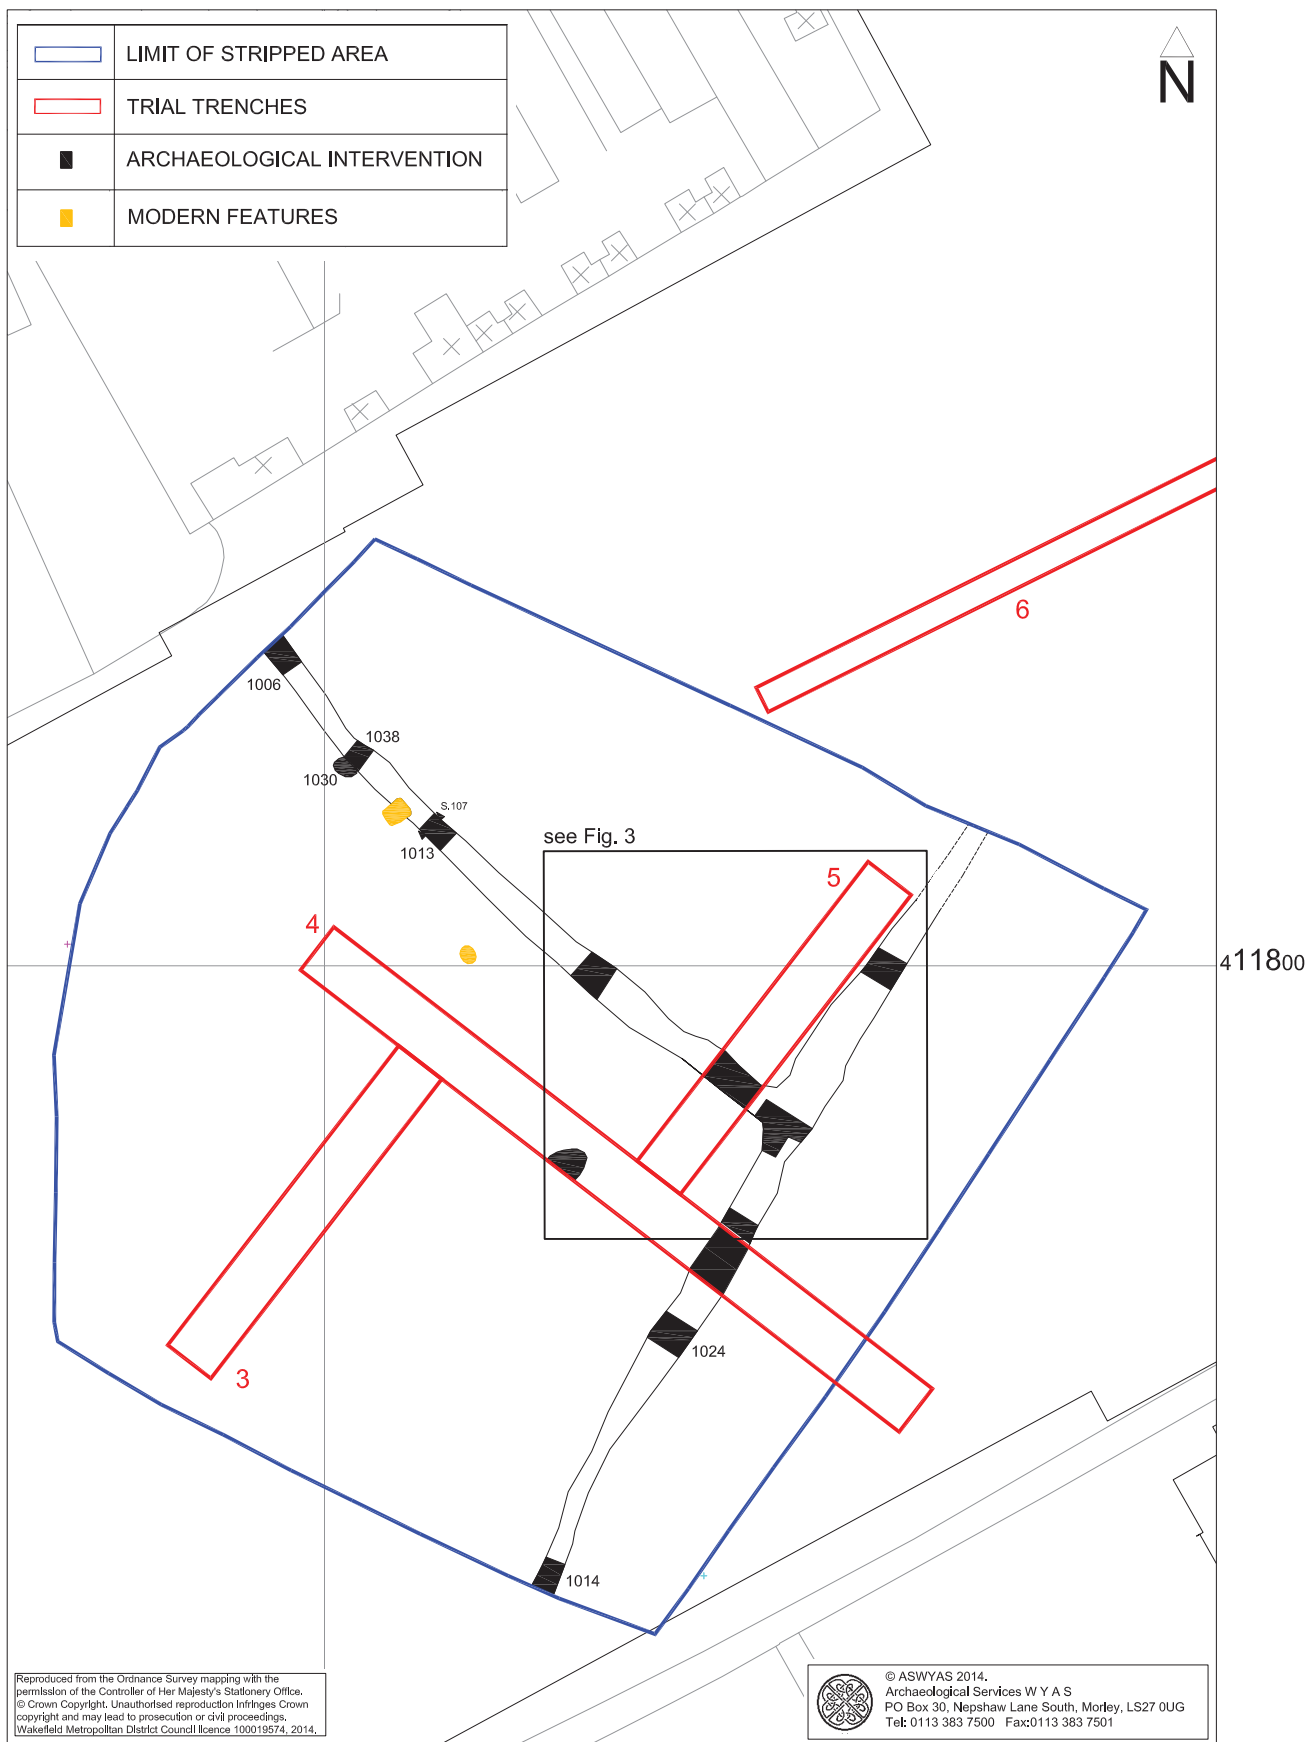 LIMIT OF STRIPPED AREA
TRIAL TRENCHES
ARCHAEOLOGICAL INTERVENTION
MODERN FEATURES
N
6
1006
1038
1030
S.107
1013
see Fig. 3
5
4
411800
1024
3
1014
Reproduced from the Ordnance Survey mapping with the
permission of the Controller of Her Majesty's Stationery Office.
© Crown Copyright. Unauthorised reproduction infringes Crown
copyright and may lead to prosecution or civil proceedings.
Wakefield Metropolitan District Council licence 100019574, 2014.
© ASWYAS 2014.
Archaeological Services W Y A S
PO Box 30, Nepshaw Lane South, Morley, LS27 0UG
Tel: 0113 383 7500 Fax:0113 383 7501